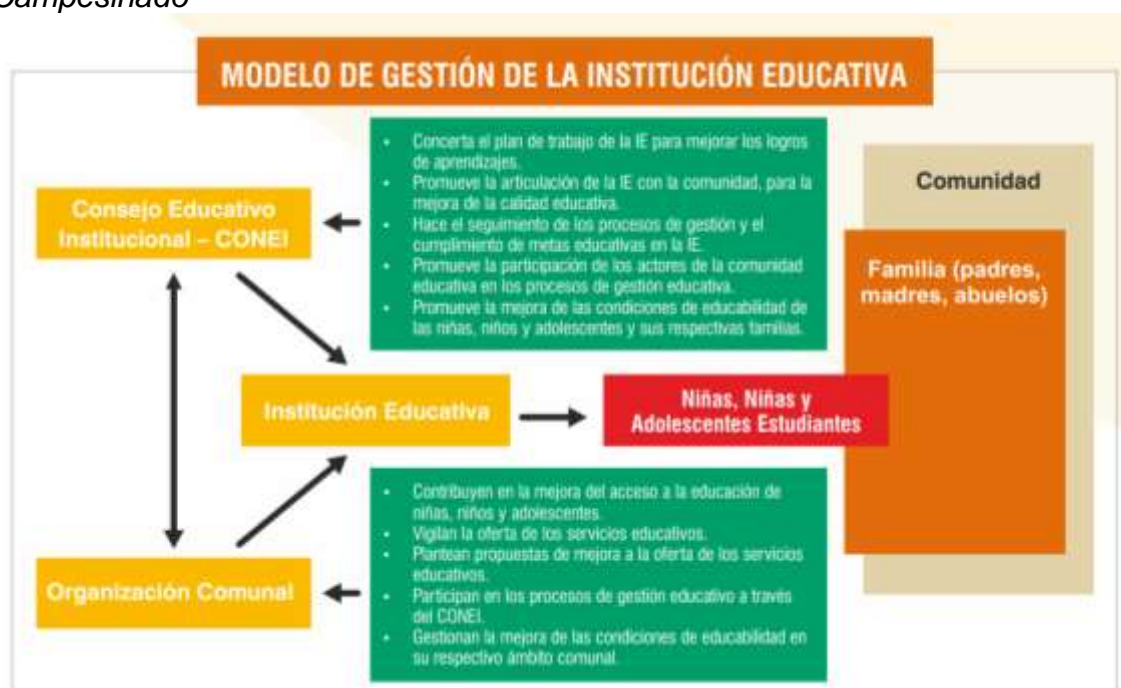 Campesinado
MODELO DE GESTIÓN DE LA INSTITUCIÓN EDUCATIVA
• Concerta el plan de trabajo de la IE para mejorar los logros
de aprendizajes.
• Promueve la articulación de la IE con la comunidad, para la
mejora de la calidad educativa.
• Hace el seguimiento de los procesos de gestión y el
cumplimiento de metas educativas en la IE.
• Promueve la participación de los actores de la comunidad
educativa en los procesos de gestión educativa.
• Promueve la mejora de las condiciones de educabilidad de
las niñas, niños y adolescentes y sus respectivas familias.
Consejo Educativo
Institucional – CONEI
Comunidad
Familia (padres,
madres, abuelos)
Institución Educativa
Niñas, Niñas y
Adolescentes Estudiantes
• Contribuyen en la mejora del acceso a la educación de
niñas, niños y adolescentes.
• Vigilan la oferta de los servicios educativos.
• Plantean propuestas de mejora a la oferta de los servicios
educativos.
• Participan en los procesos de gestión educativo a través
del CONEI.
• Gestionan la mejora de las condiciones de educabilidad en
su respectivo ámbito comunal.
Organización Comunal